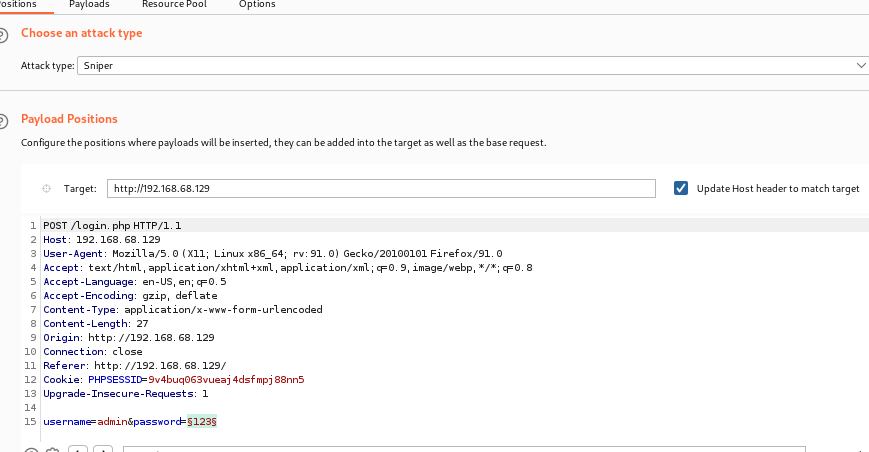 Positions Payloads Resource Pool Options
Choose an attack type
Attack type: Sniper
Payload Positions
Configure the positions where payloads will be inserted, they can be added into the target as well as the base request.
Target: http://192.168.68.129 Update Host header to match target
1 POST /login.php HTTP/1.1
2 Host: 192.168.68.129
3 User-Agent: Mozilla/5.0 (X11; Linux x86_64; rv:91.0) Gecko/20100101 Firefox/91.0
4 Accept: text/html,application/xhtml+xml,application/xml;q=0.9,image/webp,*/*;q=0.8
5 Accept-Language: en-US,en;q=0.5
6 Accept-Encoding: gzip, deflate
7 Content-Type: application/x-www-form-urlencoded
8 Content-Length: 27
9 Origin: http://192.168.68.129
10 Connection: close
11 Referer: http://192.168.68.129/
12 Cookie: PHPSESSID=9v4buq063vueaj4dsfmpj88nn5
13 Upgrade-Insecure-Requests: 1
14
15 username=admin&password=§123§